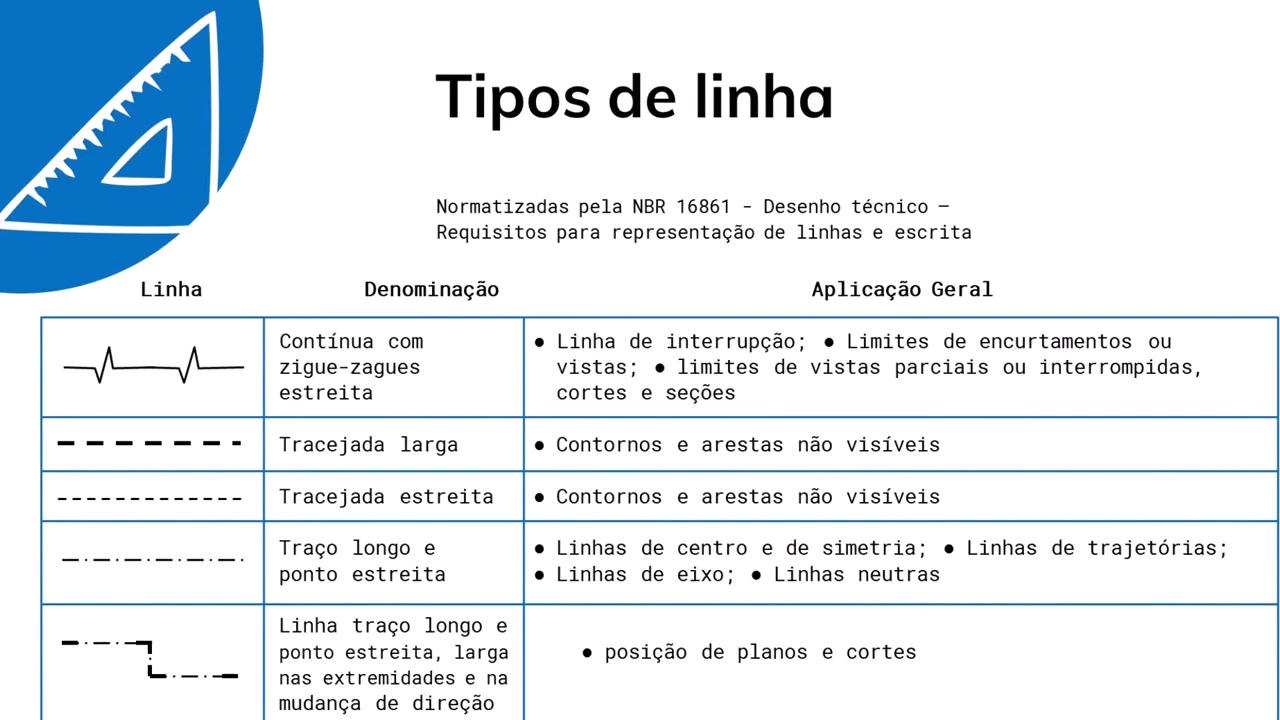 Tipos de linha
Normatizadas pela NBR 16861 - Desenho técnico –
Requisitos para representação de linhas e escrita
Linha
Denominação
Aplicação Geral
Contínua com
zigue-zagues
estreita
● Linha de interrupção; ● Limites de encurtamentos ou
vistas; ● limites de vistas parciais ou interrompidas,
cortes e seções
Tracejada larga
● Contornos e arestas não visíveis
Tracejada estreita
● Contornos e arestas não visíveis
Traço longo e
ponto estreita
● Linhas de centro e de simetria; ● Linhas de trajetórias;
● Linhas de eixo; ● Linhas neutras
Linha traço longo e
ponto estreita, larga
nas extremidades e na
mudança de direção
● posição de planos e cortes